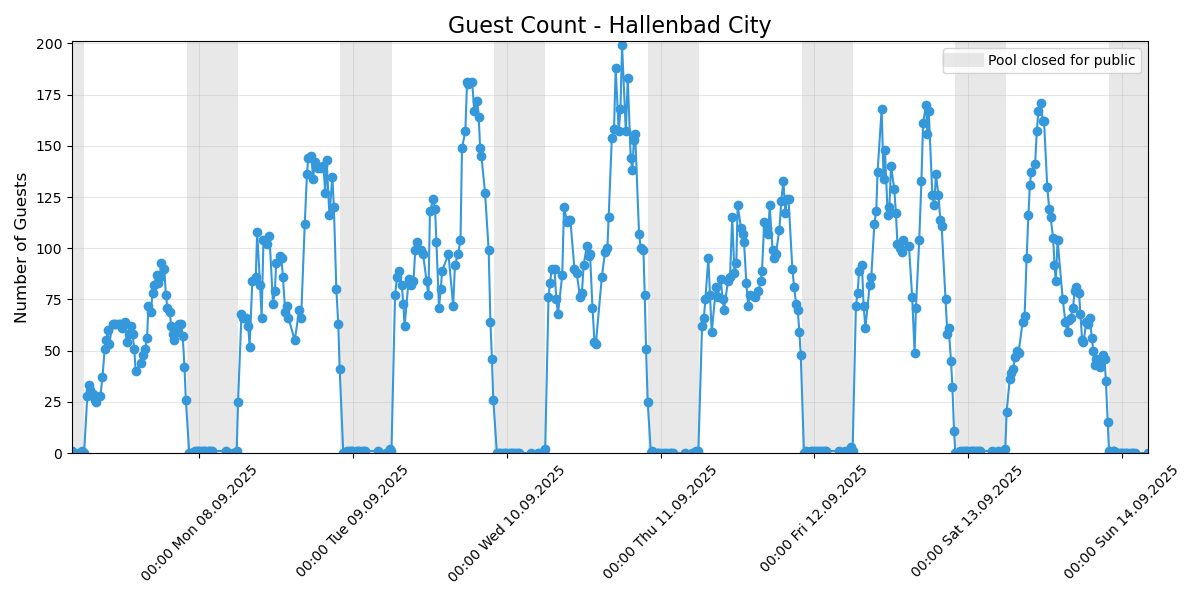 Guest Count - Hallenbad City
Pool closed for public
Number of Guests
200
175
150
125
100
75
50
25
0
00:00 Mon 08.09.2025
00:00 Tue 09.09.2025
00:00 Wed 10.09.2025
00:00 Thu 11.09.2025
00:00 Fri 12.09.2025
00:00 Sat 13.09.2025
00:00 Sun 14.09.2025